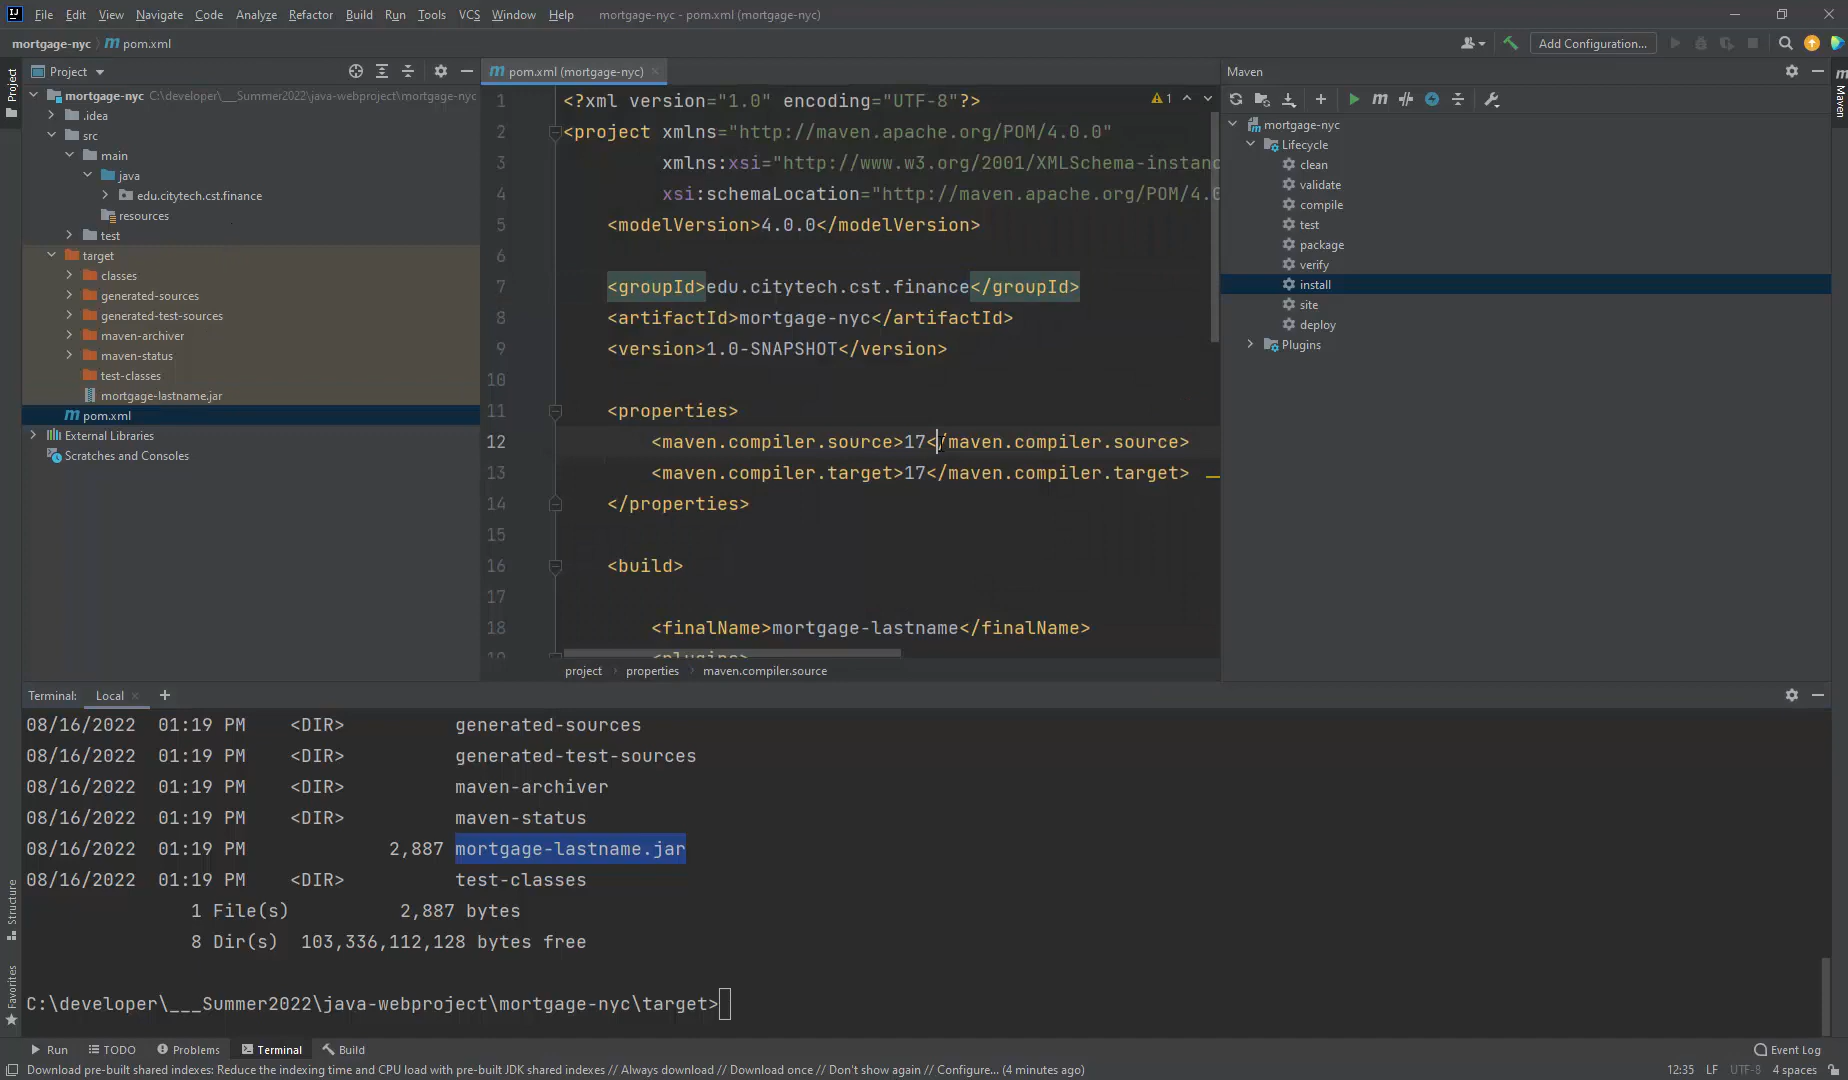 File Edit View Navigate Code Analyze Refactor Build Run Tools VCS Window Help mortgage-nyc - pom.xml (mortgage-nyc)
mortgage-nyc pom.xml
Add Configuration...
Project
mortgage-nyc C:\developer\___Summer2022\java-webproject\mortgage-nyc
.idea
src
main
java
edu.citytech.cst.finance
resources
test
target
classes
generated-sources
generated-test-sources
maven-archiver
maven-status
test-classes
mortgage-lastname.jar
pom.xml
External Libraries
Scratches and Consoles
pom.xml (mortgage-nyc)
1 <?xml version="1.0" encoding="UTF-8"?>
2 <project xmlns="http://maven.apache.org/POM/4.0.0"
3 xmlns:xsi="http://www.w3.org/2001/XMLSchema-instanc
4 xsi:schemaLocation="http://maven.apache.org/POM/4.0
5 <modelVersion>4.0.0</modelVersion>
6
7 <groupId>edu.citytech.cst.finance</groupId>
8 <artifactId>mortgage-nyc</artifactId>
9 <version>1.0-SNAPSHOT</version>
10
11 <properties>
12 <maven.compiler.source>17</maven.compiler.source>
13 <maven.compiler.target>17</maven.compiler.target>
14 </properties>
15
16 <build>
17
18 <finalName>mortgage-lastname</finalName>
19 <plugins>
1
project properties maven.compiler.source
Maven
mortgage-nyc
Lifecycle
clean
validate
compile
test
package
verify
install
site
deploy
Plugins
Project
Maven
Structure
Favorites
Terminal: Local
08/16/2022 01:19 PM <DIR> generated-sources
08/16/2022 01:19 PM <DIR> generated-test-sources
08/16/2022 01:19 PM <DIR> maven-archiver
08/16/2022 01:19 PM <DIR> maven-status
08/16/2022 01:19 PM 2,887 mortgage-lastname.jar
08/16/2022 01:19 PM <DIR> test-classes
1 File(s) 2,887 bytes
8 Dir(s) 103,336,112,128 bytes free
C:\developer\___Summer2022\java-webproject\mortgage-nyc\target>
Run TODO Problems Terminal Build Event Log
Download pre-built shared indexes: Reduce the indexing time and CPU load with pre-built JDK shared indexes // Always download // Download once // Don't show again // Configure... (4 minutes ago) 12:35 LF UTF-8 4 spaces